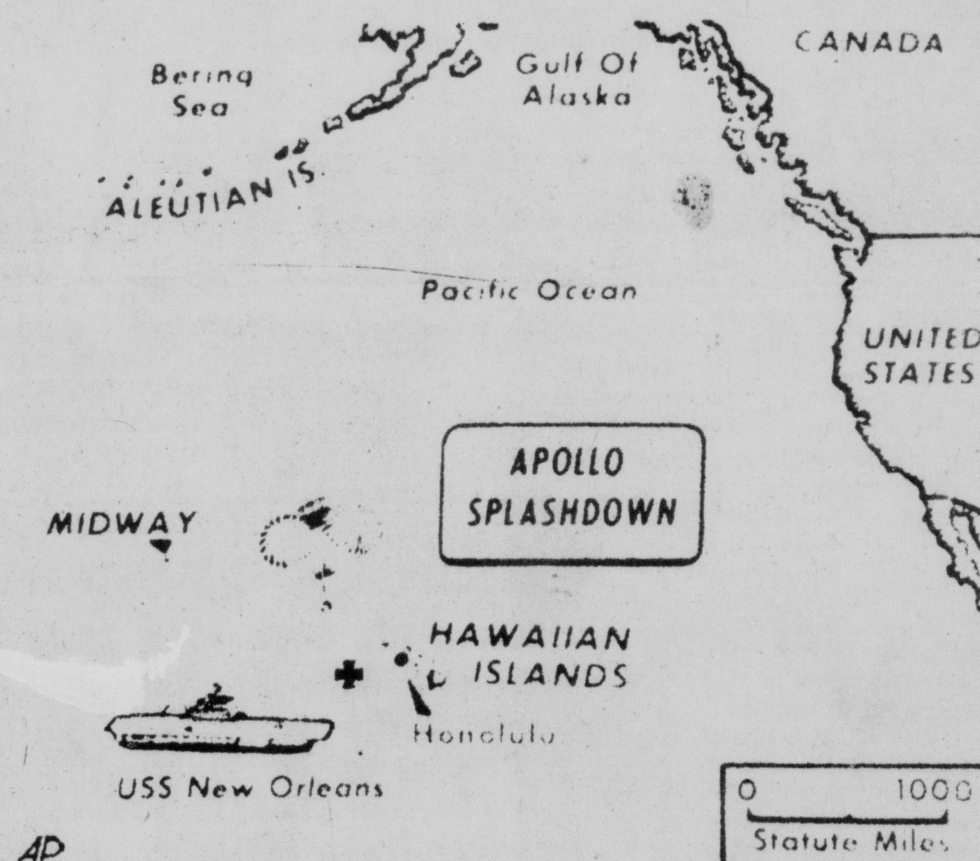 CANADA
Bering
Sea
Gulf Of
Alaska
ALEUTIAN IS.
Pacific Ocean
UNITED
STATES
APOLLO
SPLASHDOWN
MIDWAY
HAWAIIAN
ISLANDS
Honolulu
USS New Orleans
0 1000
Statute Miles
AP